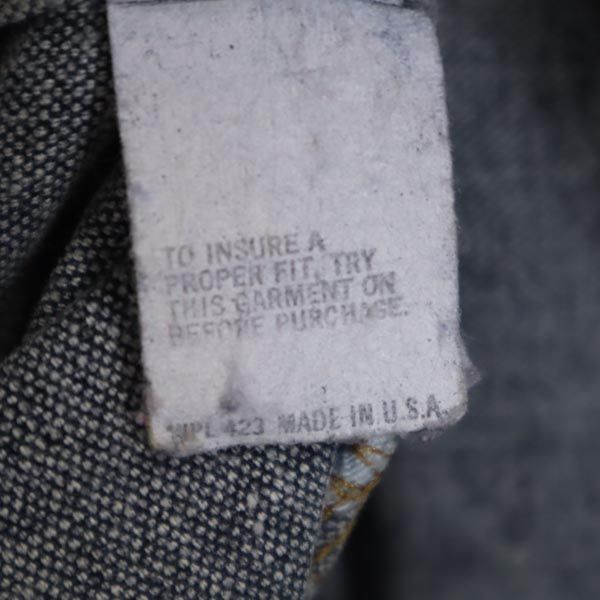 TO INSURE A
PROPER FIT, TRY
THIS GARMENT ON
BEFORE PURCHASE.
WPL 423 MADE IN U.S.A.